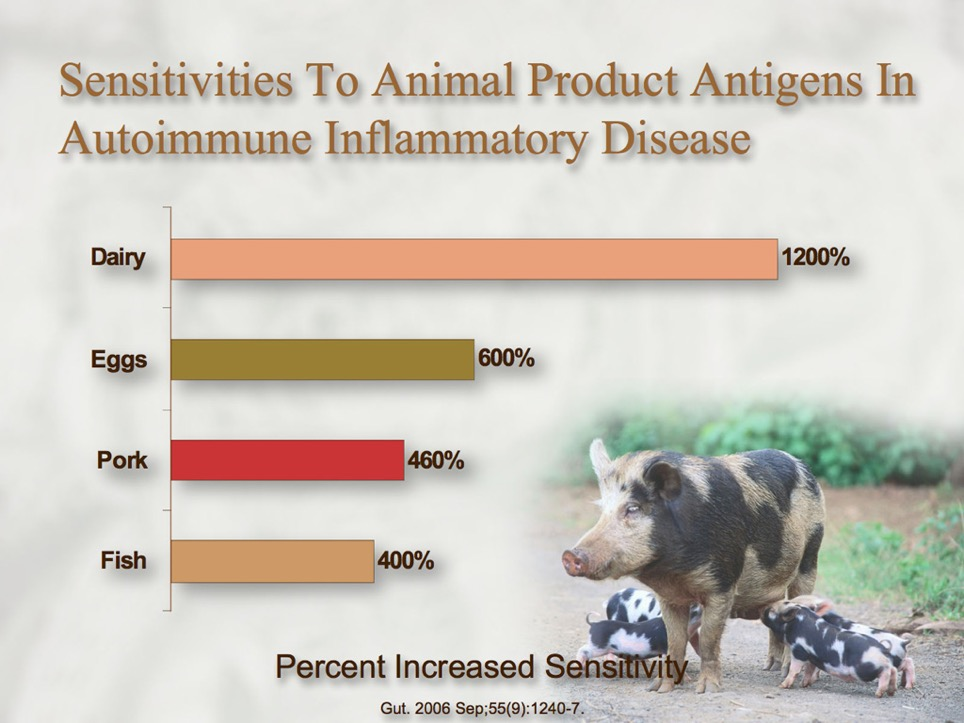 Sensitivities To Animal Product Antigens In
Autoimmune Inflammatory Disease
Dairy
1200%
Eggs
600%
Pork
460%
Fish
400%
Percent Increased Sensitivity
Gut. 2006 Sep;55(9):1240-7.